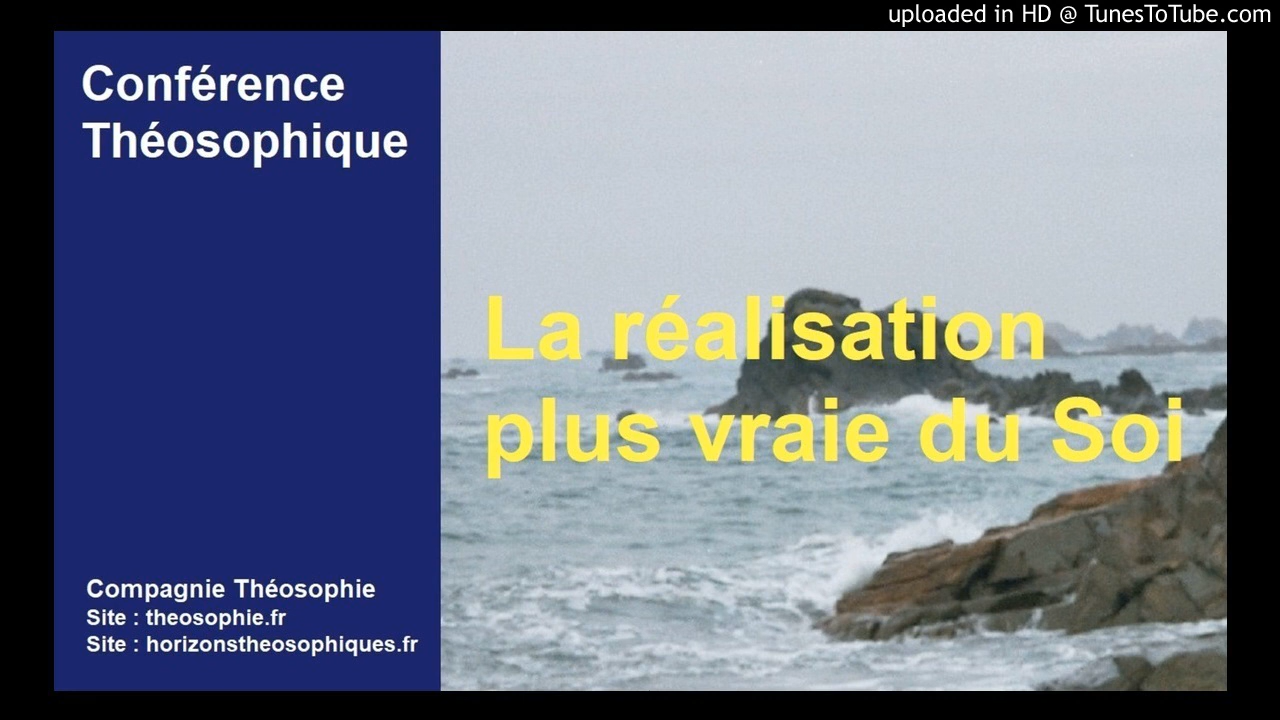 uploaded in HD @ TunesToTube.com
Conférence
Théosophique
La réalisation
plus vraie du Soi
Compagnie Théosophie
Site : theosophie.fr
Site : horizonstheosophiques.fr